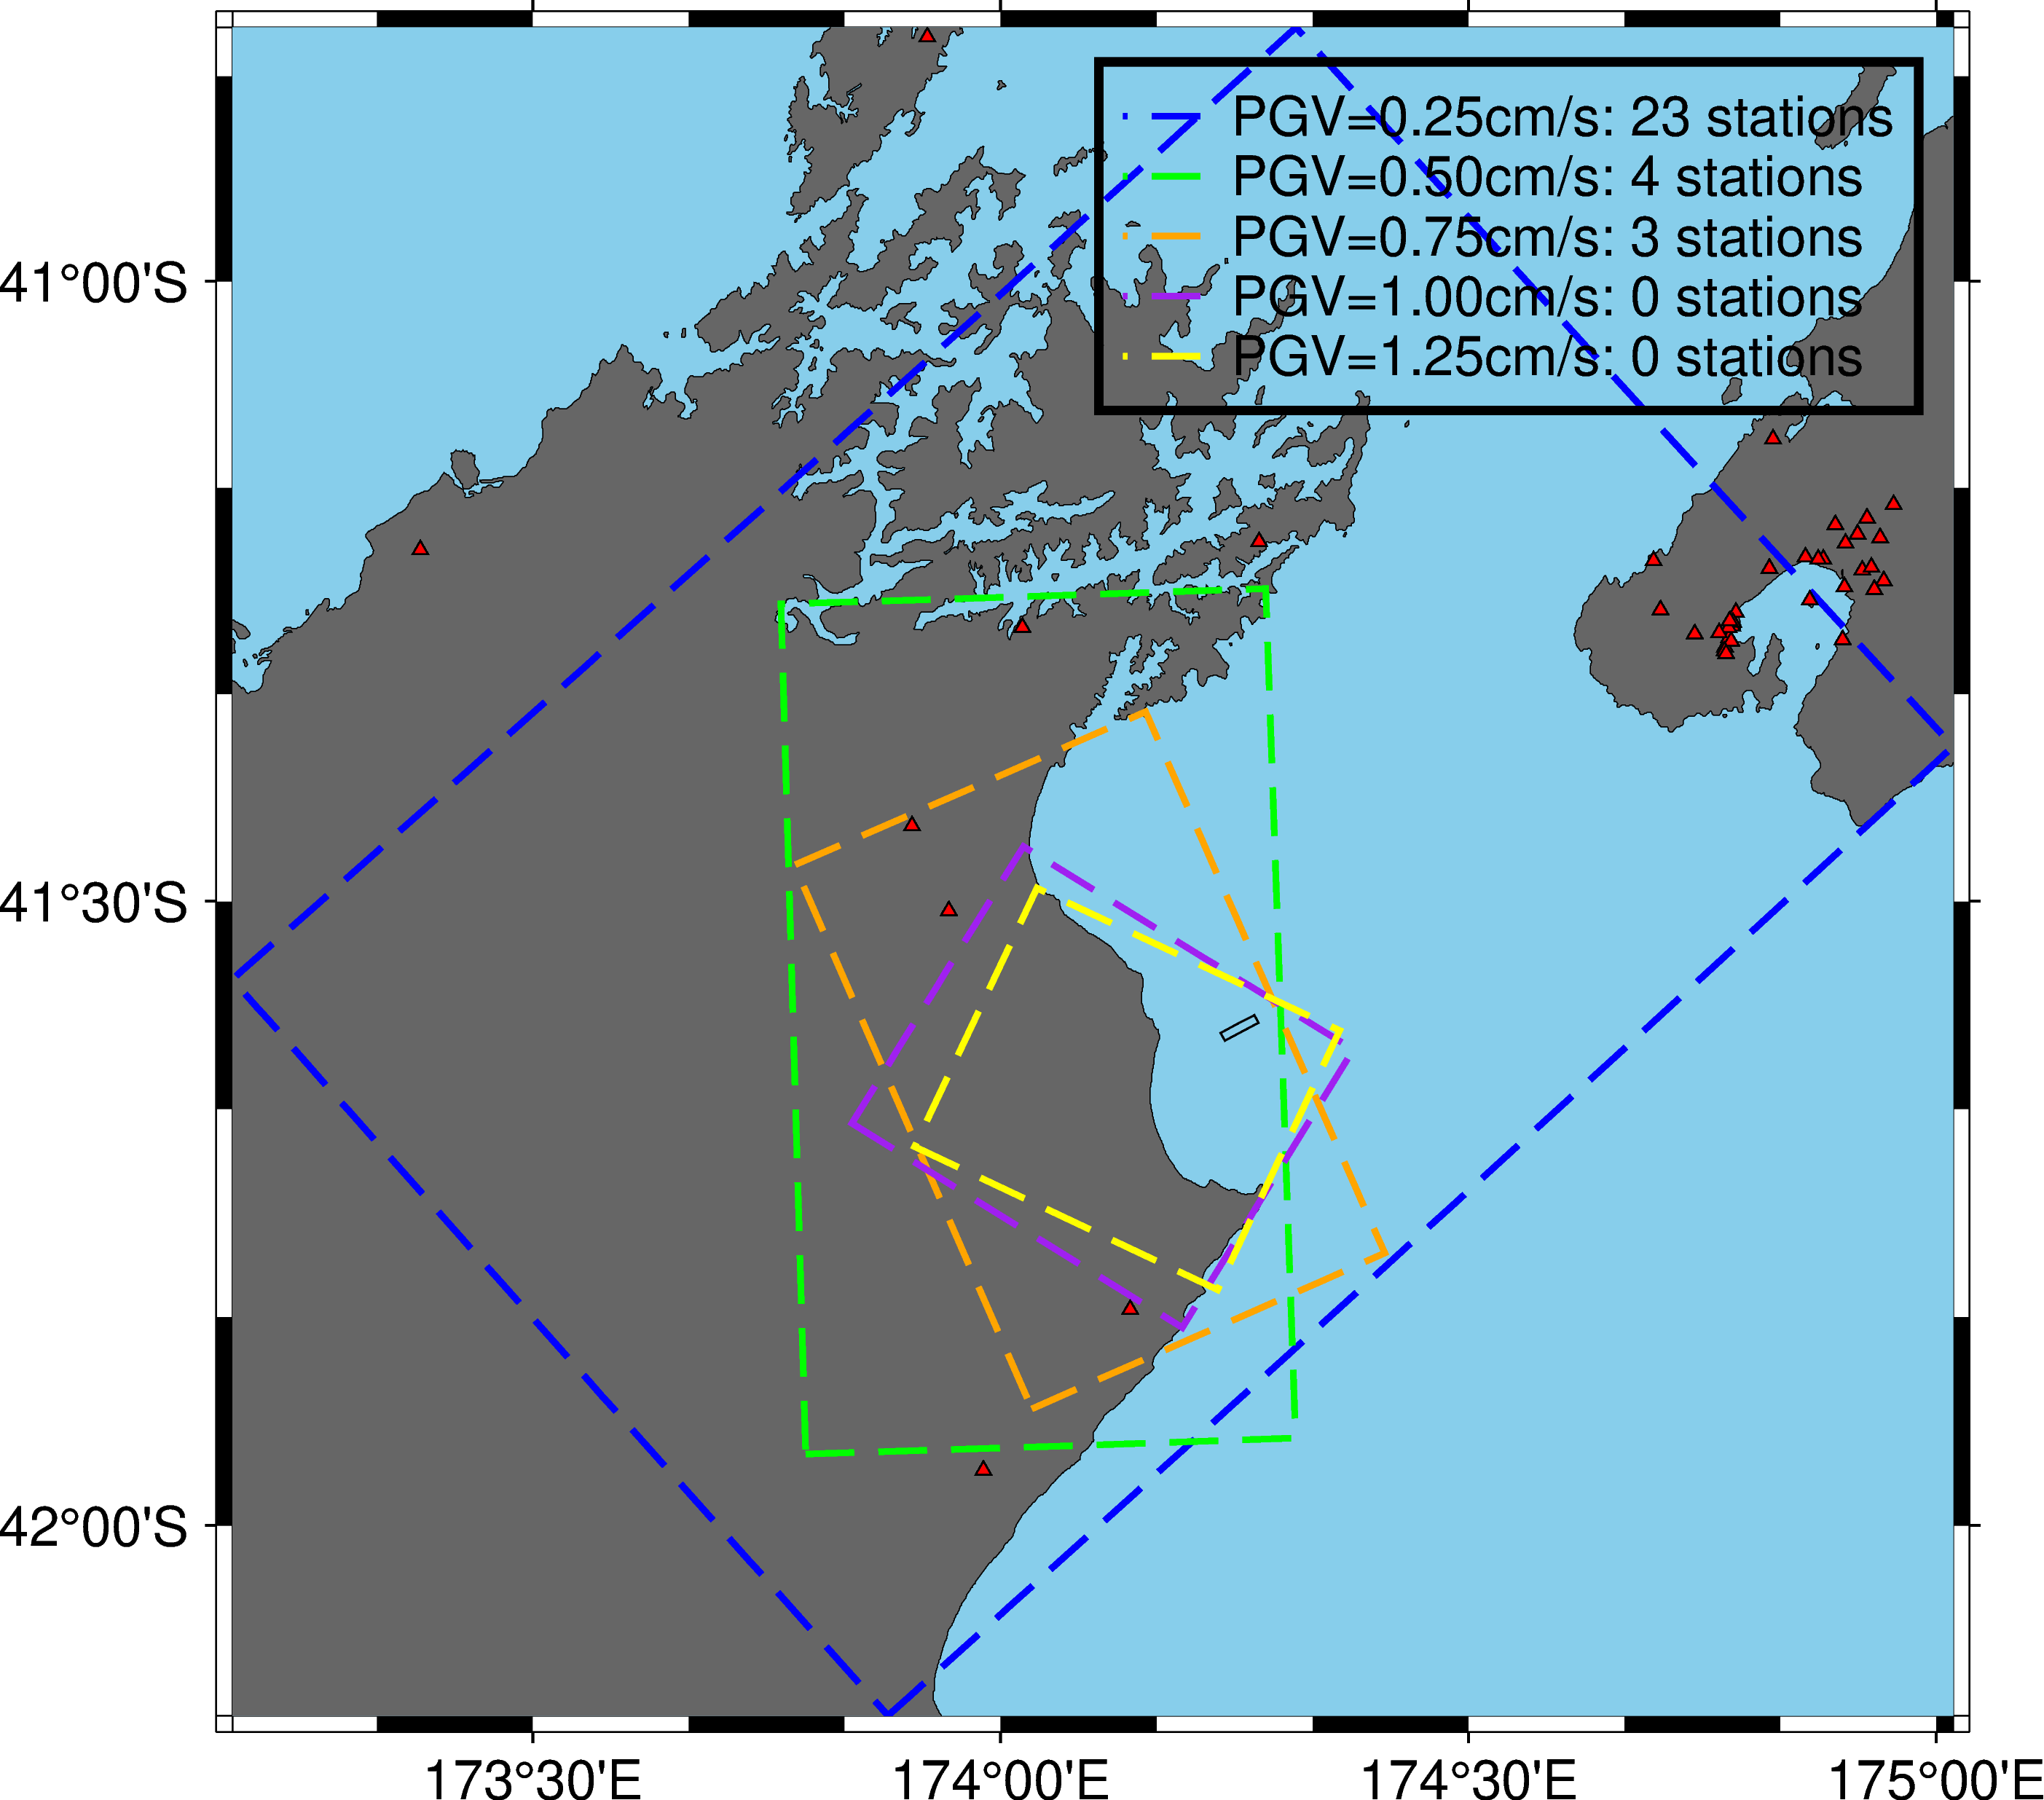 PGV=0.25cm/s: 23 stations
PGV=0.50cm/s: 4 stations
PGV=0.75cm/s: 3 stations
PGV=1.00cm/s: 0 stations
PGV=1.25cm/s: 0 stations
41°00'S
41°30'S
42°00'S
173°30'E
174°00'E
174°30'E
175°00'E